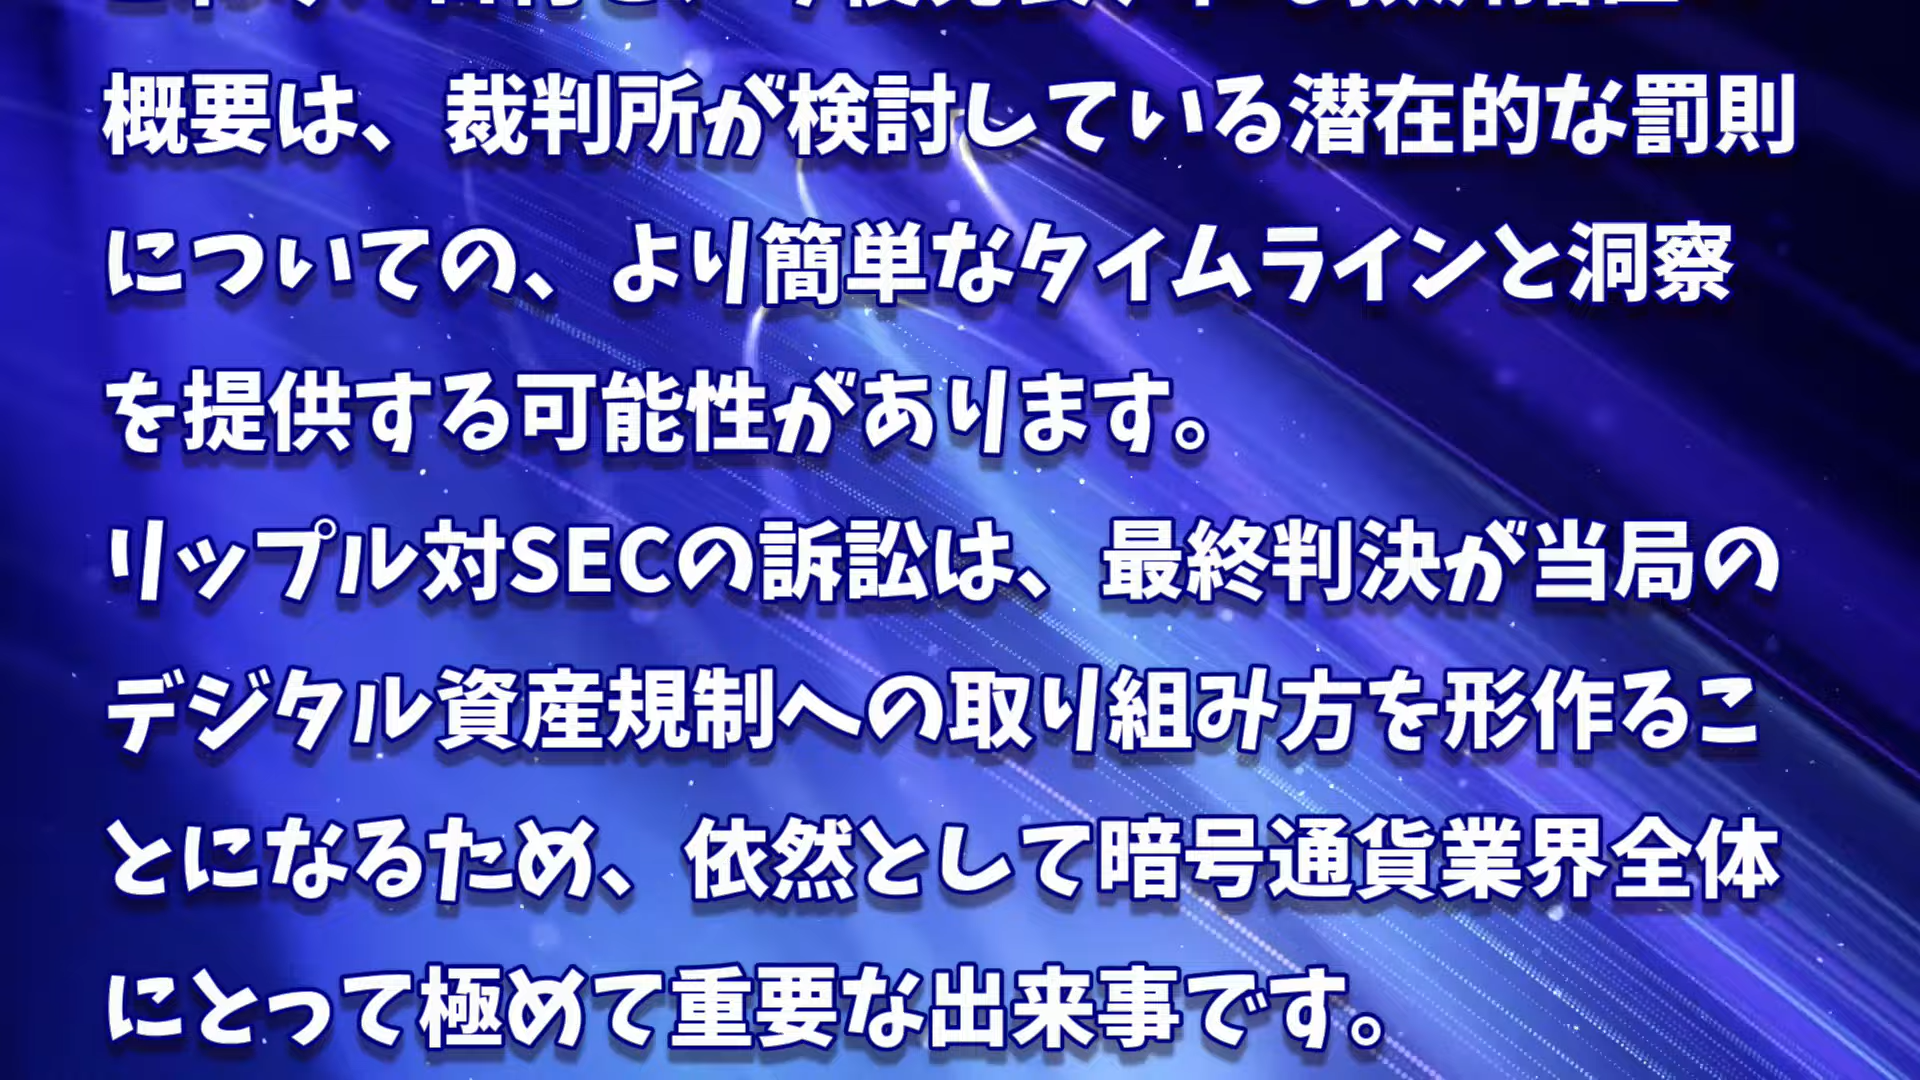 概要は、裁判所が検討している潜在的な罰則
についての、より簡単なタイムラインと洞察
を提供する可能性があります。
リップル対SECの訴訟は、最終判決が当局の
デジタル資産規制への取り組み方を形作るこ
とになるため、依然として暗号通貨業界全体
にとって極めて重要な出来事です。